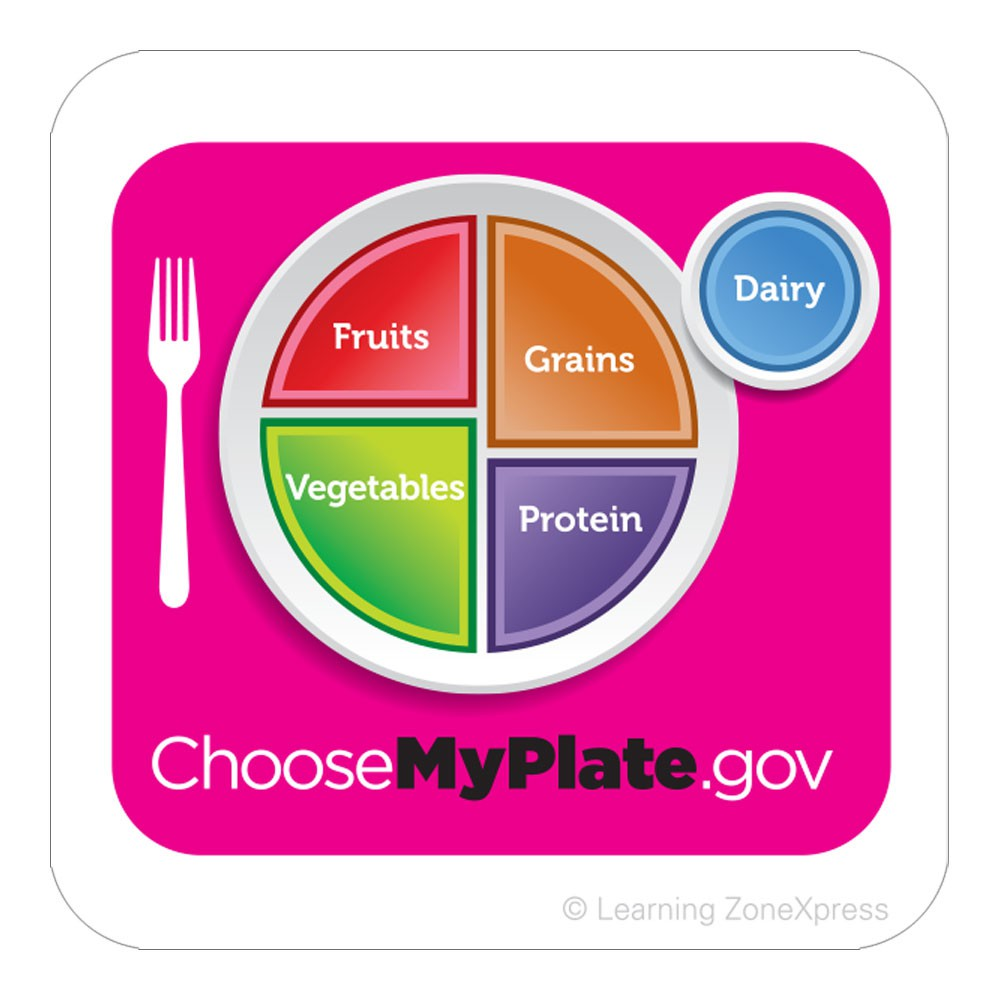 Dairy
Fruits
Grains
Vegetables
Protein
ChooseMyPlate.gov
© Learning ZoneXpress